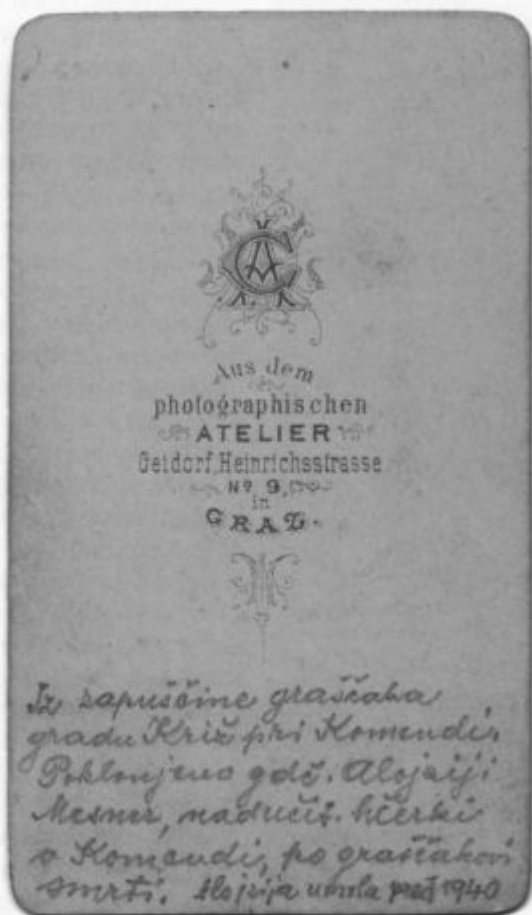 CA
Aus dem
photographischen
ATELIER
Geidorf, Heinrichsstrasse
No 9,
in
GRAZ.
Iz zapuščine graščaka
gradu Križ pri Komendi.
Poklonjeno gdč. Alojziji
Mesner, nadučit. hčerki
v Komendi, po graščakovi
smrti. Alojzija umrla pred 1940